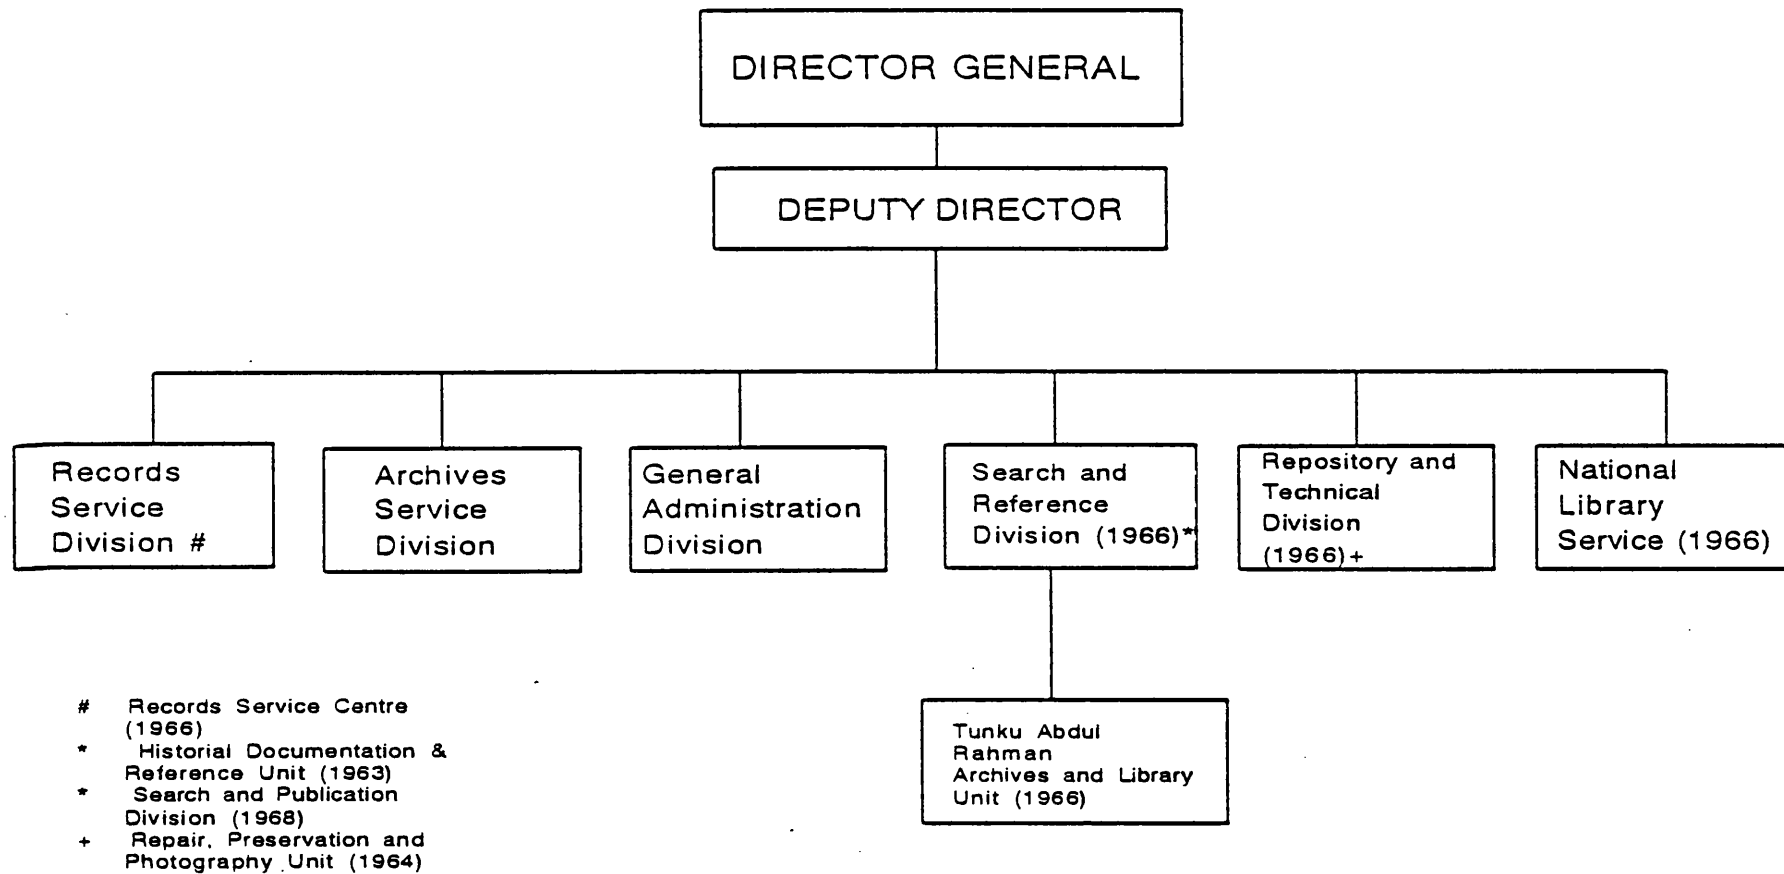 DIRECTOR GENERAL
DEPUTY DIRECTOR
Records
Service
Division #
Archives
Service
Division
General
Administration
Division
Search and
Reference
Division (1966)*
Repository and
Technical
Division
(1966)+
National
Library
Service (1966)
Tunku Abdul
Rahman
Archives and Library
Unit (1966)
# Records Service Centre
(1966)
* Historial Documentation &
Reference Unit (1963)
* Search and Publication
Division (1968)
+ Repair, Preservation and
Photography Unit (1964)